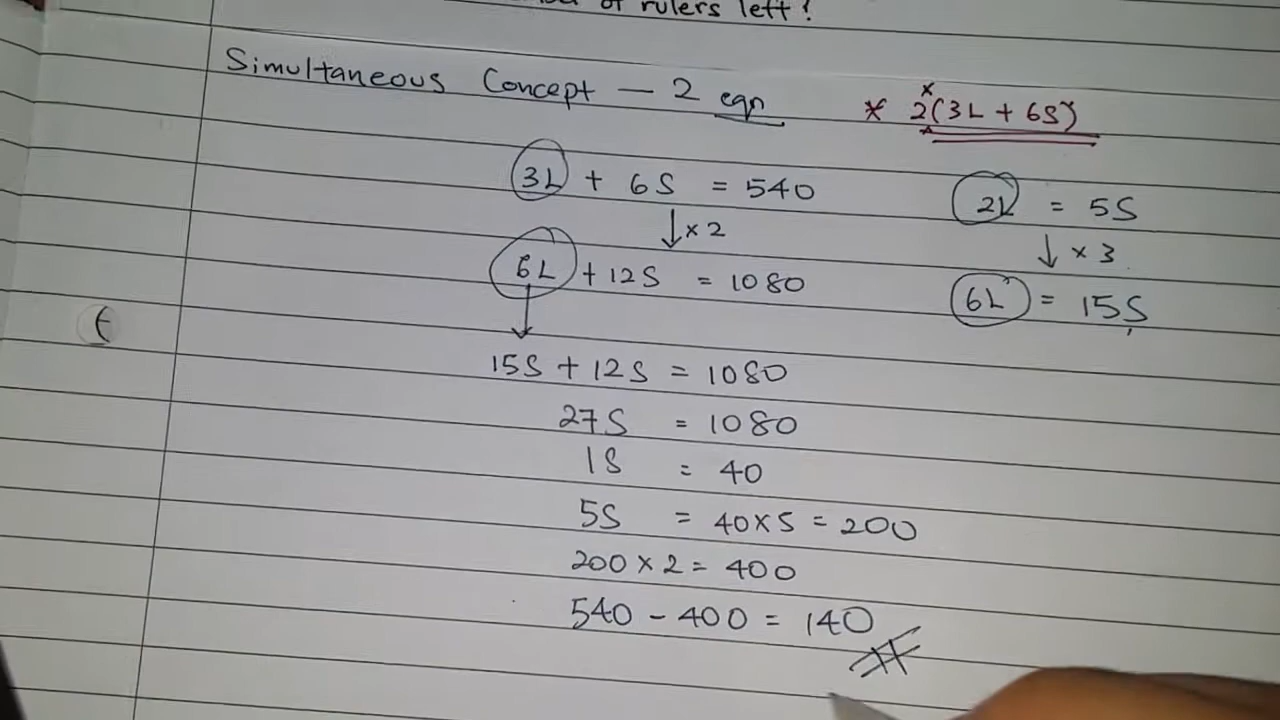 of rulers left?
Simultaneous Concept — 2 eqn
* 2(3L + 6S)
3L + 6S = 540
2L = 5S
↓ × 2
↓ × 3
6L + 12S = 1080
6L = 15S
15S + 12S = 1080
27S = 1080
1S = 40
5S = 40 × 5 = 200
200 × 2 = 400
540 - 400 = 140